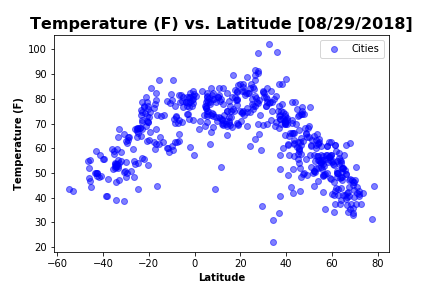 Temperature (F) vs. Latitude [08/29/2018]
Cities
Temperature (F)
100
90
80
70
60
50
40
30
20
−60 −40 −20 0 20 40 60 80
Latitude